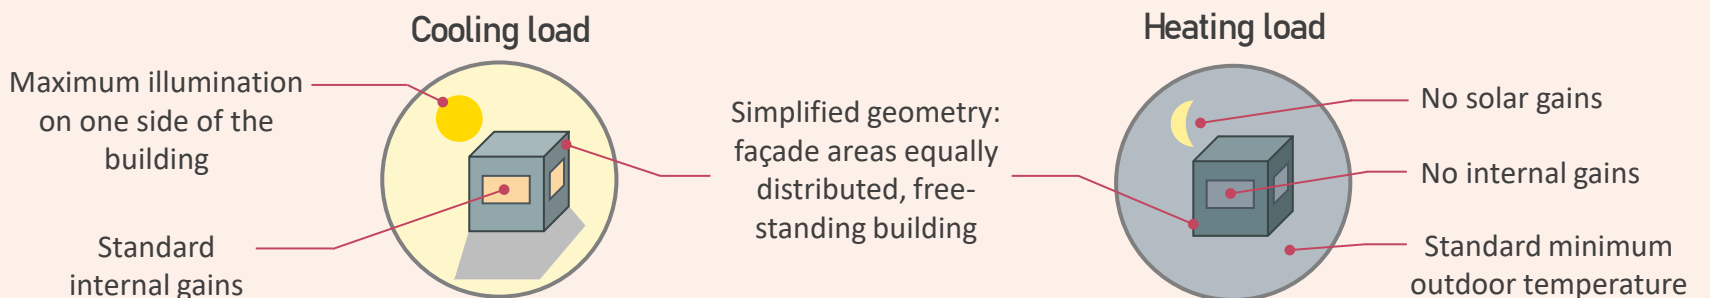 Cooling load
Maximum illumination
on one side of the
building
Standard
internal gains
Simplified geometry:
façade areas equally
distributed, free-
standing building
Heating load
No solar gains
No internal gains
Standard minimum
outdoor temperature